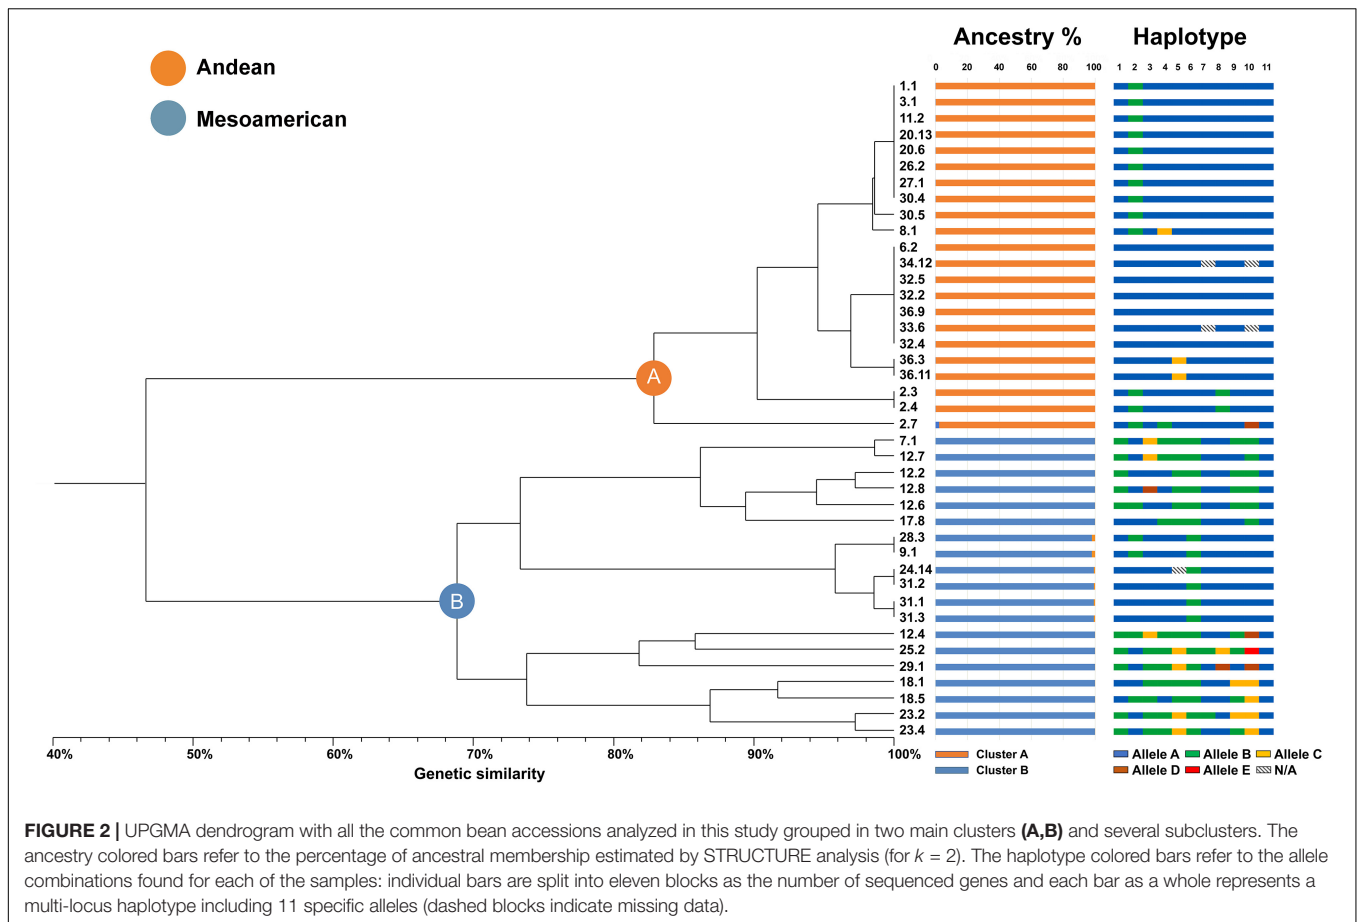 Andean
Mesoamerican
Ancestry %
Haplotype
0 20 40 60 80 100
1 2 3 4 5 6 7 8 9 10 11
1.1
3.1
11.2
20.13
20.6
26.2
27.1
30.4
30.5
8.1
6.2
34.12
32.5
32.2
36.9
33.6
32.4
36.3
36.11
2.3
2.4
2.7
7.1
12.7
12.2
12.8
12.6
17.8
28.3
9.1
24.14
31.2
31.1
31.3
12.4
25.2
29.1
18.1
18.5
23.2
23.4
A
B
40% 50% 60% 70% 80% 90% 100%
Genetic similarity
Cluster A
Cluster B
Allele A Allele B Allele C
Allele D Allele E N/A
FIGURE 2 | UPGMA dendrogram with all the common bean accessions analyzed in this study grouped in two main clusters (A,B) and several subclusters. The
ancestry colored bars refer to the percentage of ancestral membership estimated by STRUCTURE analysis (for k = 2). The haplotype colored bars refer to the allele
combinations found for each of the samples: individual bars are split into eleven blocks as the number of sequenced genes and each bar as a whole represents a
multi-locus haplotype including 11 specific alleles (dashed blocks indicate missing data).